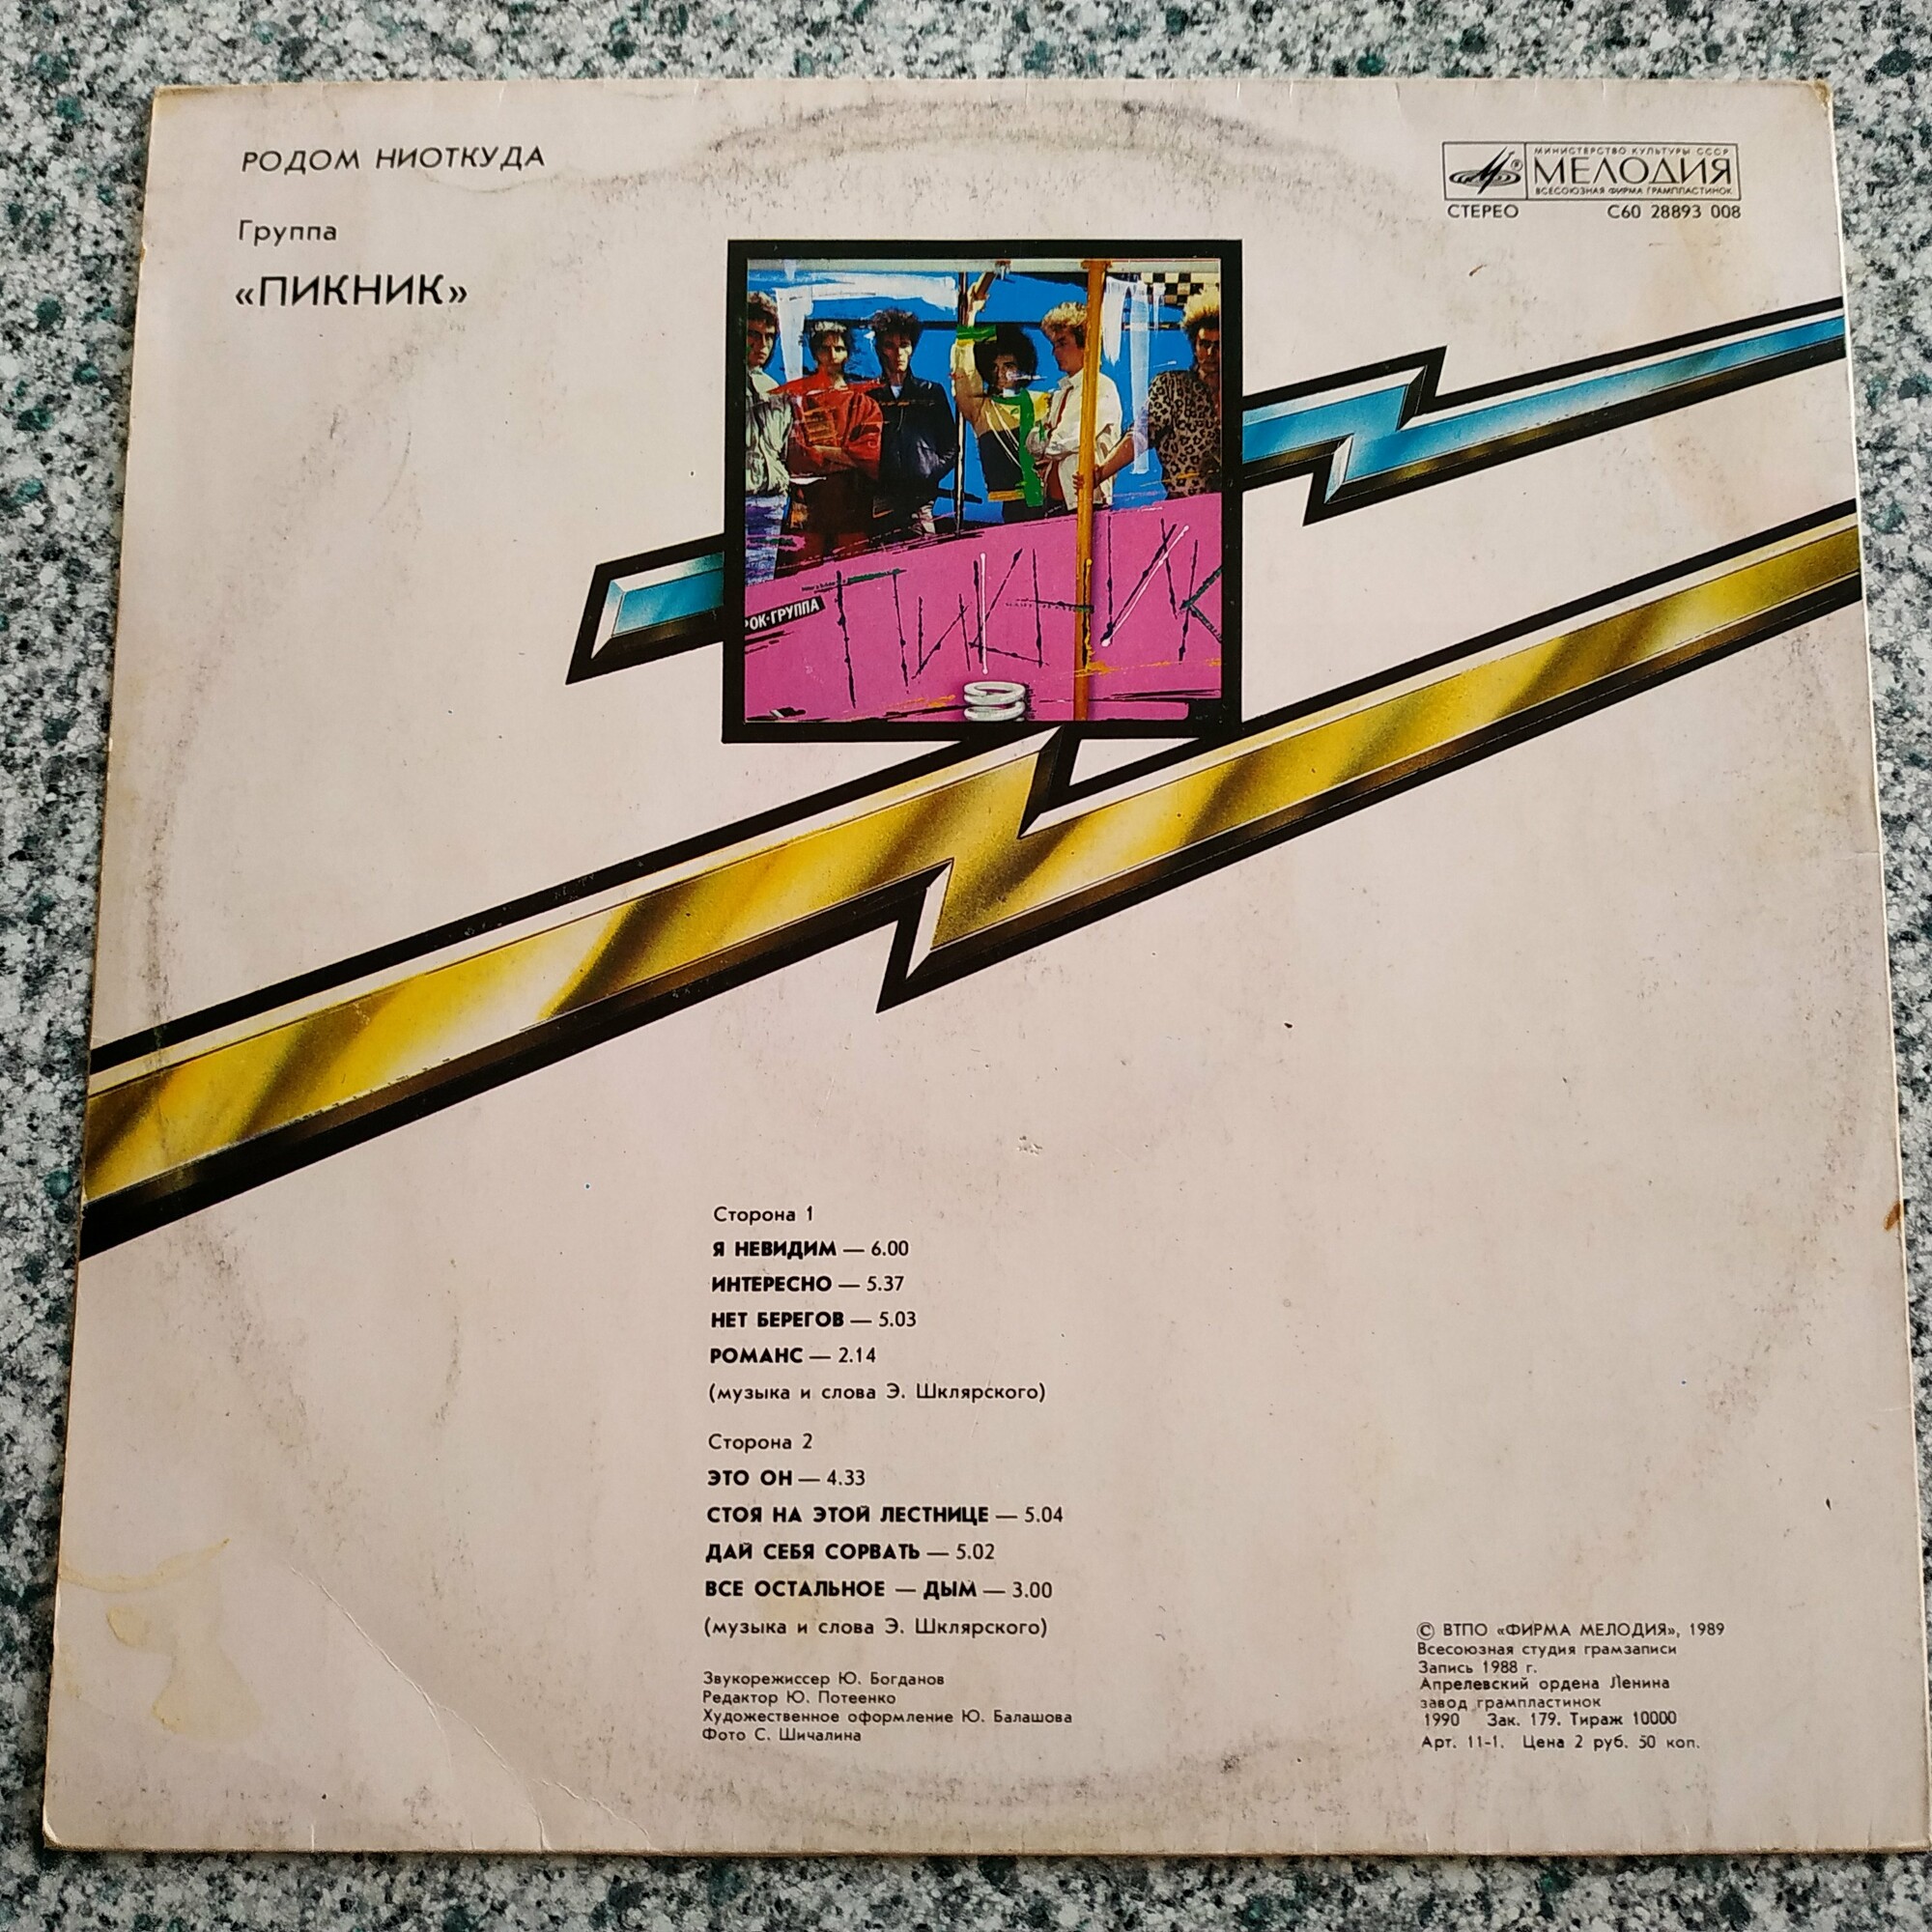 РОДОМ НИОТКУДА
Группа
«ПИКНИК»
МИНИСТЕРСТВО КУЛЬТУРЫ СССР
МЕЛОДИЯ
ВСЕСОЮЗНАЯ ФИРМА ГРАМПЛАСТИНОК
СТЕРЕО С60 28893 008
РОК-ГРУППА
ПИКНИК
Сторона 1
Я НЕВИДИМ — 6.00
ИНТЕРЕСНО — 5.37
НЕТ БЕРЕГОВ — 5.03
РОМАНС — 2.14
(музыка и слова Э. Шклярского)
Сторона 2
ЭТО ОН — 4.33
СТОЯ НА ЭТОЙ ЛЕСТНИЦЕ — 5.04
ДАЙ СЕБЯ СОРВАТЬ — 5.02
ВСЕ ОСТАЛЬНОЕ — ДЫМ — 3.00
(музыка и слова Э. Шклярского)
Звукорежиссер Ю. Богданов
Редактор Ю. Потеенко
Художественное оформление Ю. Балашова
Фото С. Шичалина
© ВТПО «ФИРМА МЕЛОДИЯ», 1989
Всесоюзная студия грамзаписи
Запись 1988 г.
Апрелевский ордена Ленина
завод грампластинок
1990 Зак. 179. Тираж 10000
Арт. 11-1. Цена 2 руб. 50 коп.